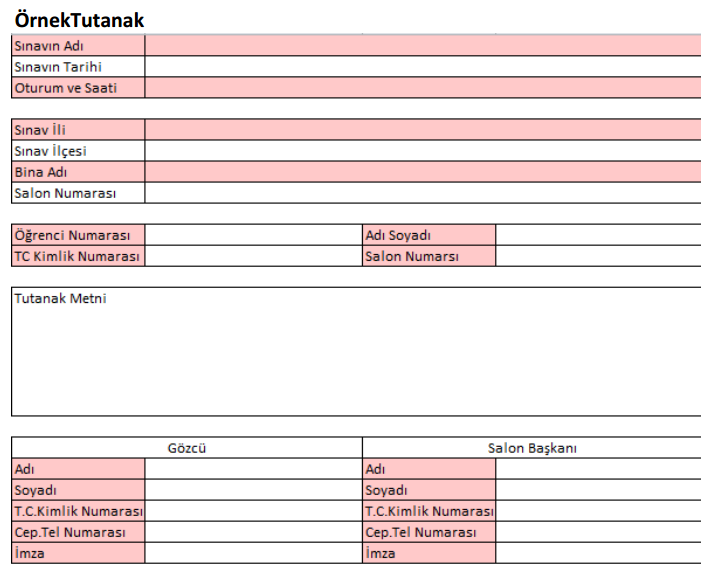 ÖrnekTutanak
Sınavın Adı
Sınavın Tarihi
Oturum ve Saati
Sınav İli
Sınav İlçesi
Bina Adı
Salon Numarası
Öğrenci Numarası Adı Soyadı
TC Kimlik Numarası Salon Numarsı
Tutanak Metni
Gözcü Salon Başkanı
Adı Adı
Soyadı Soyadı
T.C.Kimlik Numarası T.C.Kimlik Numarası
Cep.Tel Numarası Cep.Tel Numarası
İmza İmza